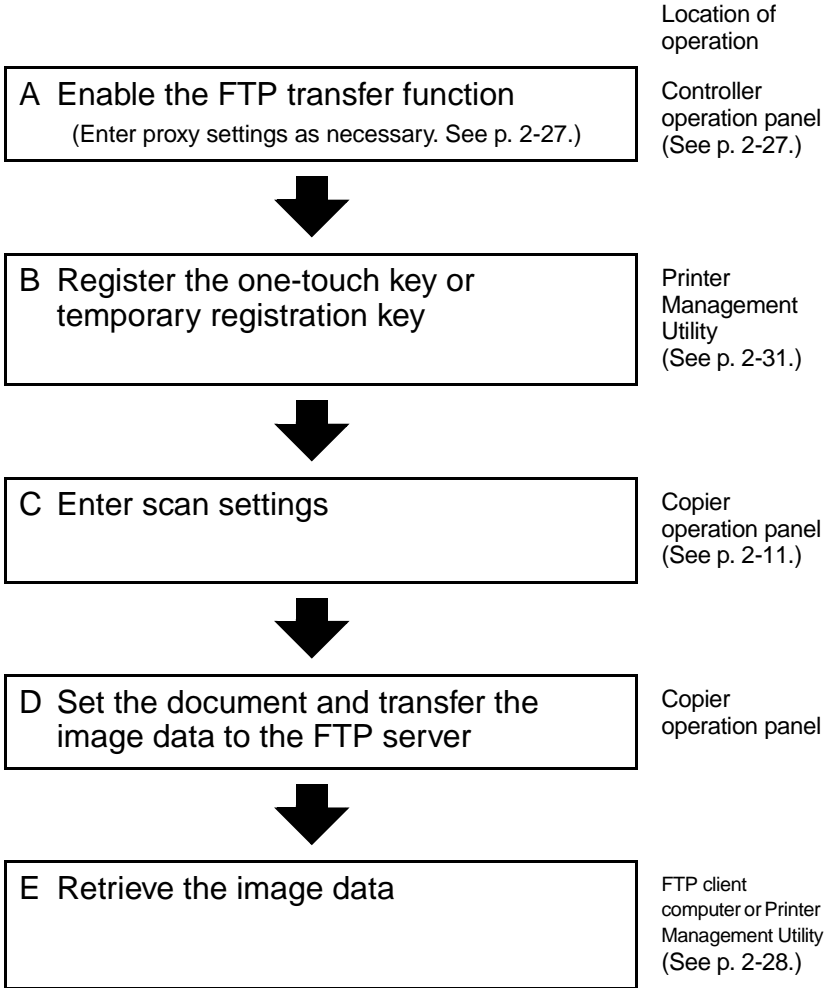 Location of
operation
A Enable the FTP transfer function
(Enter proxy settings as necessary. See p. 2-27.)
Controller
operation panel
(See p. 2-27.)
B Register the one-touch key or
temporary registration key
Printer
Management
Utility
(See p. 2-31.)
C Enter scan settings
Copier
operation panel
(See p. 2-11.)
D Set the document and transfer the
image data to the FTP server
Copier
operation panel
E Retrieve the image data
FTP client
computer or Printer
Management Utility
(See p. 2-28.)